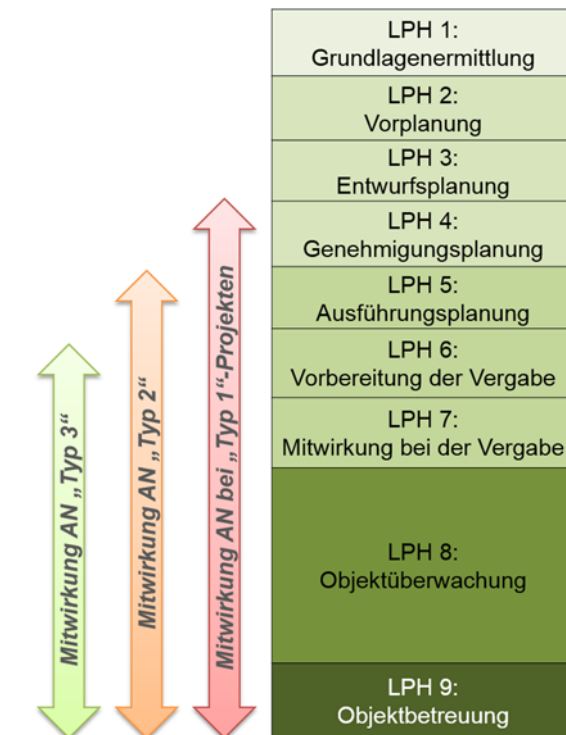 LPH 1:
Grundlagenermittlung
LPH 2:
Vorplanung
LPH 3:
Entwurfsplanung
LPH 4:
Genehmigungsplanung
LPH 5:
Ausführungsplanung
LPH 6:
Vorbereitung der Vergabe
LPH 7:
Mitwirkung bei der Vergabe
LPH 8:
Objektüberwachung
LPH 9:
Objektbetreuung
Mitwirkung AN „Typ 3“
Mitwirkung AN „Typ 2“
Mitwirkung AN bei „Typ 1“-Projekten